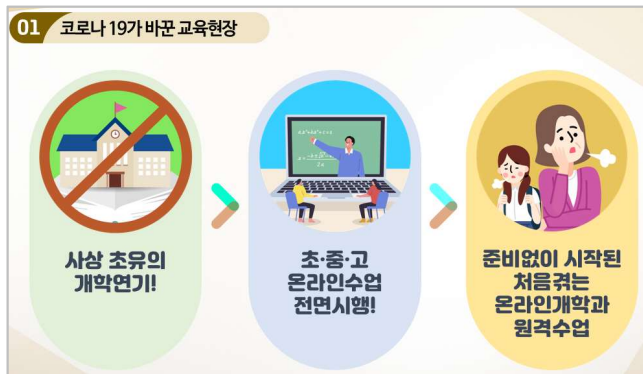 01 코로나 19가 바꾼 교육현장
사상 초유의
개학연기!
초·중·고
온라인수업
전면시행!
준비없이 시작된
처음겪는
온라인개학과
원격수업